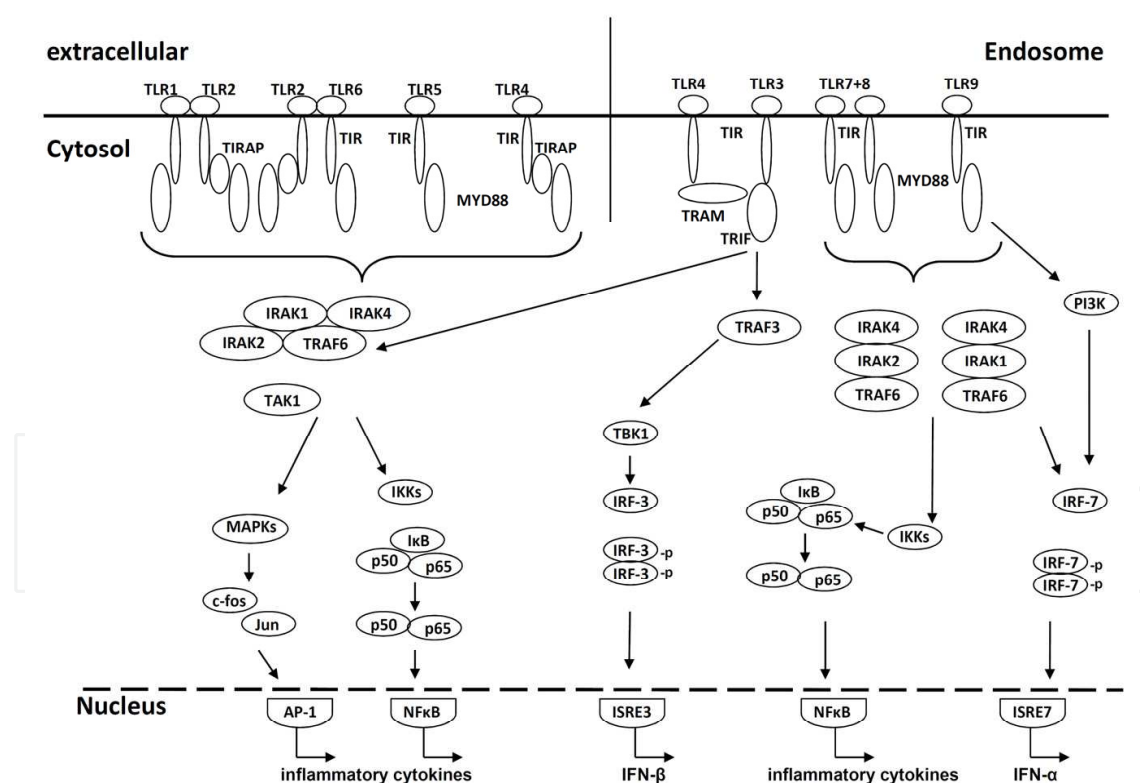 extracellular
Endosome
TLR1 TLR2 TLR2 TLR6 TLR5 TLR4 TLR4 TLR3 TLR7+8 TLR9
Cytosol
TIRAP TIR TIR TIR TIRAP TIR TIR TIR
MYD88 MYD88
TRAM
TRIF
IRAK1 IRAK4
IRAK2 TRAF6
TRAF3
IRAK4 IRAK4
IRAK2 IRAK1
TRAF6 TRAF6
PI3K
TAK1
TBK1
IKKs
IκB
p50 p65
IRF-3
IRF-7
MAPKs
IκB
p50 p65
IKKs
IRF-3 -p
IRF-3 -p
p50 p65
IRF-7 -p
IRF-7 -p
c-fos
Jun
p50 p65
Nucleus
AP-1 NFκB ISRE3 NFκB ISRE7
inflammatory cytokines IFN-β inflammatory cytokines IFN-α